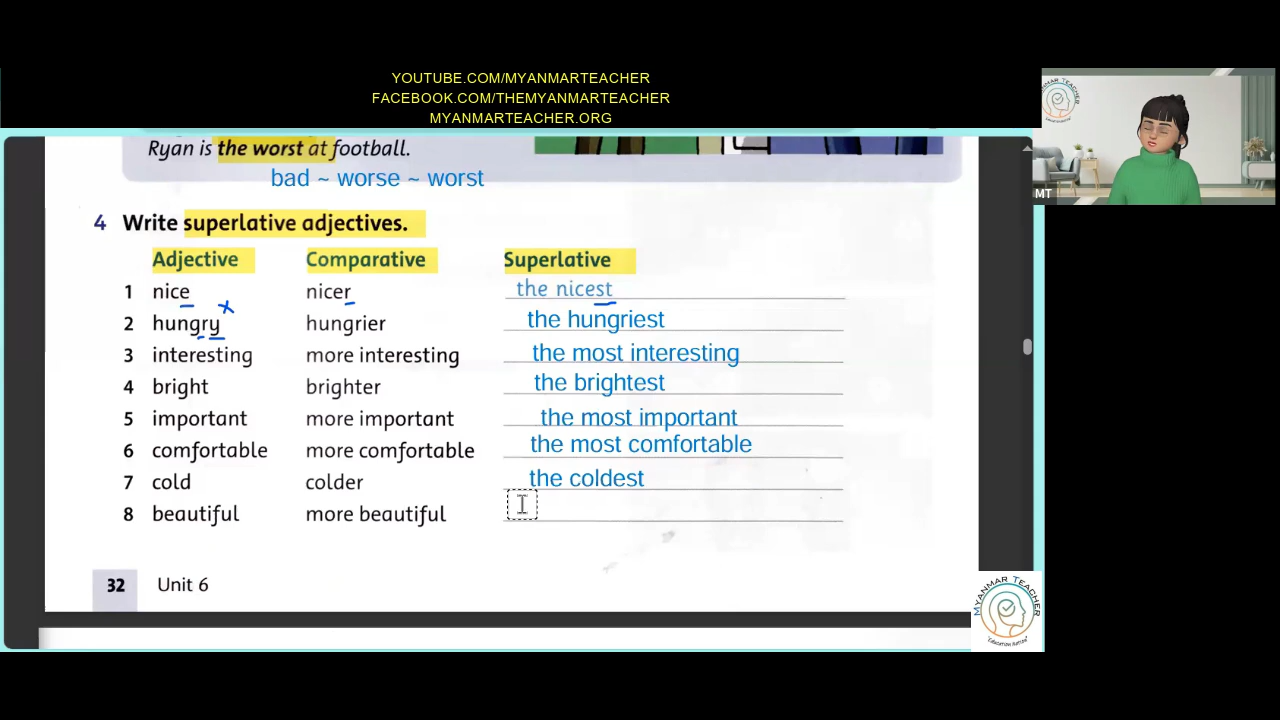 YOUTUBE.COM/MYANMARTEACHER
FACEBOOK.COM/THEMYANMARTEACHER
MYANMARTEACHER.ORG
MT
Ryan is the worst at football.
bad ~ worse ~ worst
4 Write superlative adjectives.
Adjective Comparative Superlative
1 nice nicer the nicest
2 hungry hungrier the hungriest
3 interesting more interesting the most interesting
4 bright brighter the brightest
5 important more important the most important
6 comfortable more comfortable the most comfortable
7 cold colder the coldest
8 beautiful more beautiful
32 Unit 6
MYANMAR TEACHER